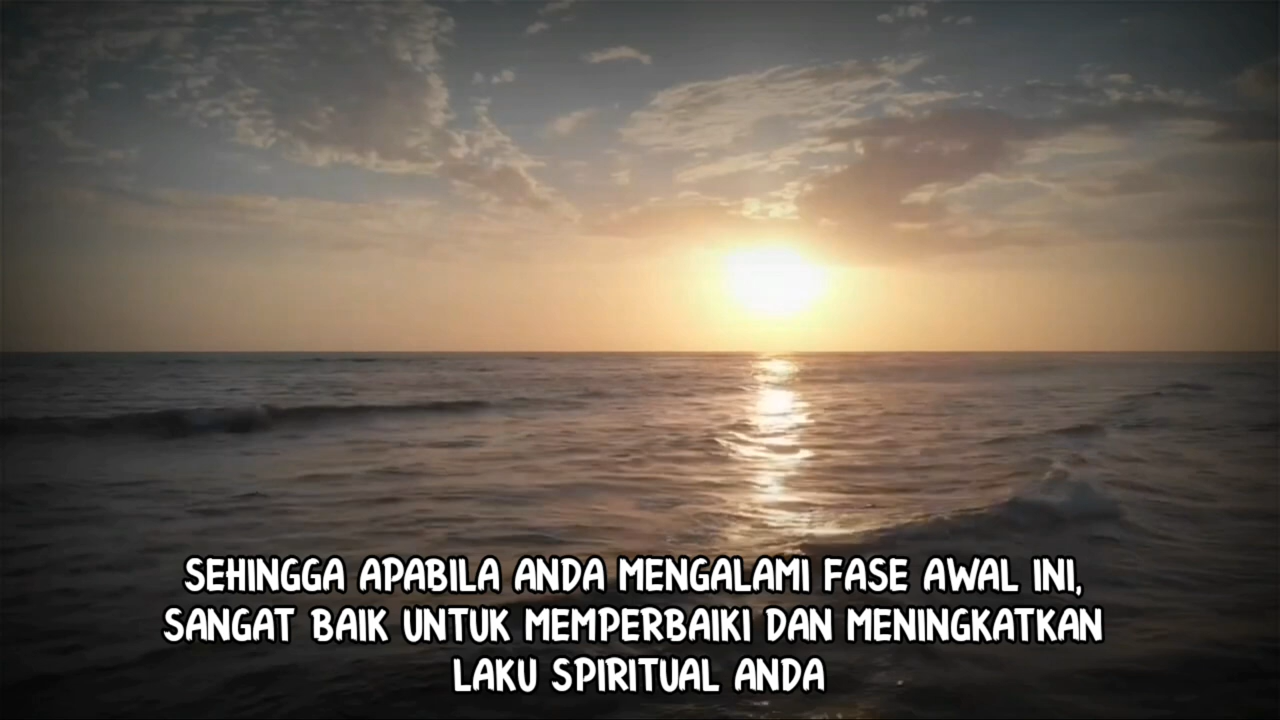 SEHINGGA APABILA ANDA MENGALAMI FASE AWAL INI,
SANGAT BAIK UNTUK MEMPERBAIKI DAN MENINGKATKAN
LAKU SPIRITUAL ANDA